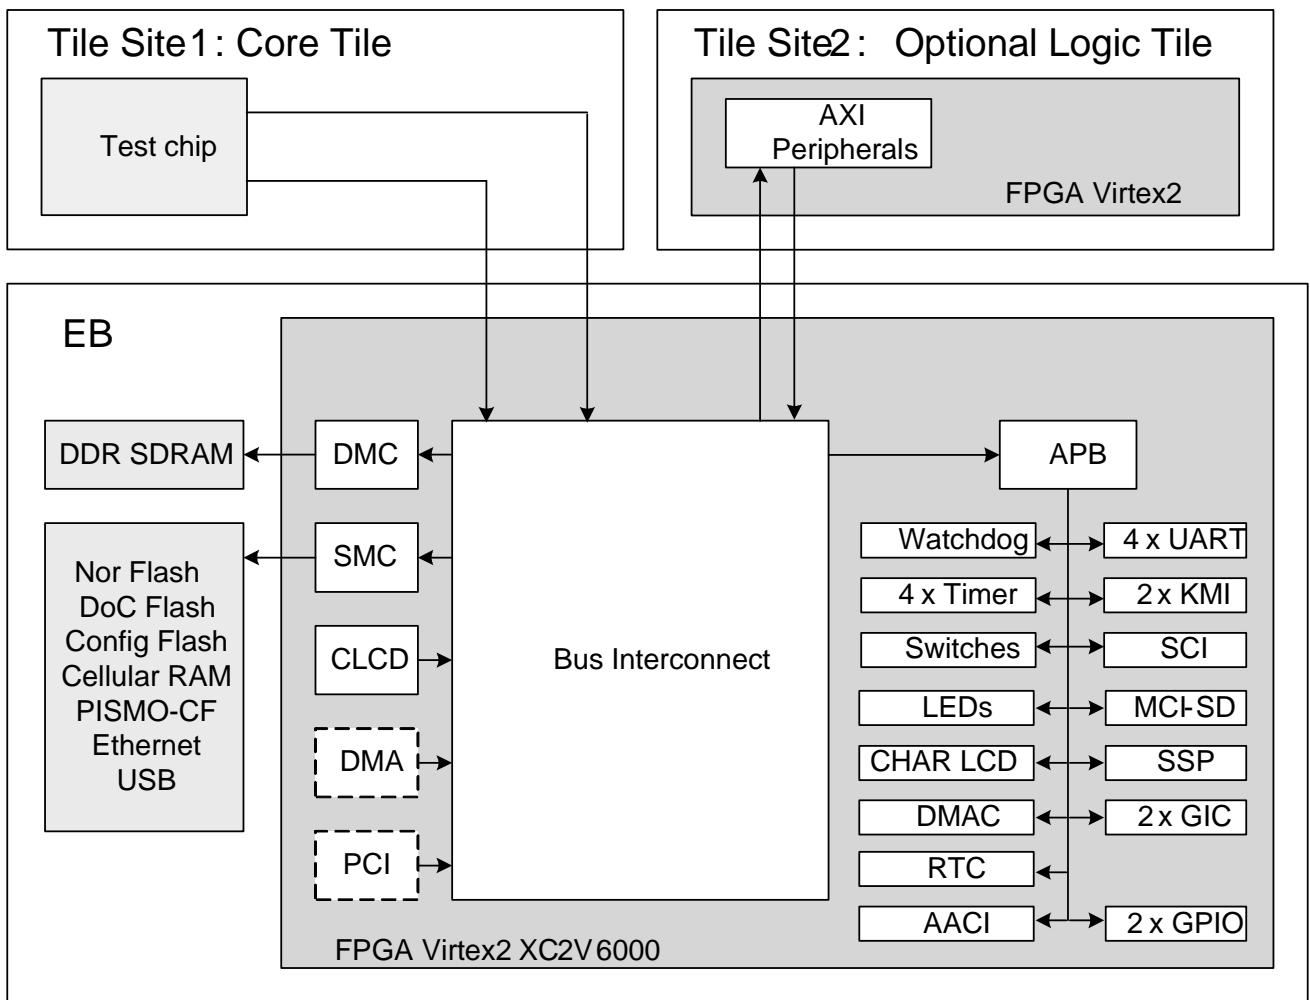 Tile Site1: Core Tile
Test chip
Tile Site2: Optional Logic Tile
AXI
Peripherals
FPGA Virtex2
EB
DDR SDRAM
DMC
APB
Nor Flash
DoC Flash
Config Flash
Cellular RAM
PISMO-CF
Ethernet
USB
SMC
CLCD
DMA
PCI
Bus Interconnect
Watchdog
4 x UART
4 x Timer
2 x KMI
Switches
SCI
LEDs
MCI-SD
CHAR LCD
SSP
DMAC
2 x GIC
RTC
AACI
2 x GPIO
FPGA Virtex2 XC2V6000